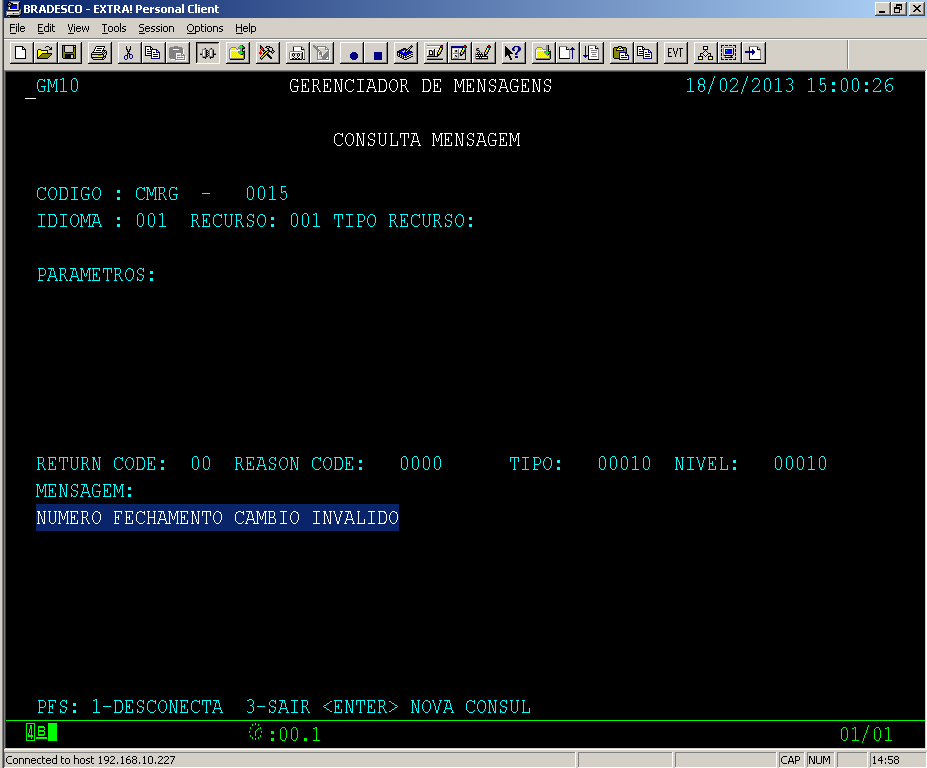 BRADESCO - EXTRA! Personal Client
File Edit View Tools Session Options Help
EVT
_GM10 GERENCIADOR DE MENSAGENS 18/02/2013 15:00:26
CONSULTA MENSAGEM
CODIGO : CMRG - 0015
IDIOMA : 001 RECURSO: 001 TIPO RECURSO:
PARAMETROS:
RETURN CODE: 00 REASON CODE: 0000 TIPO: 00010 NIVEL: 00010
MENSAGEM:
NUMERO FECHAMENTO CAMBIO INVALIDO
PFS: 1-DESCONECTA 3-SAIR <ENTER> NOVA CONSUL
4B :00.1 01/01
Connected to host 192.168.10.227 CAP NUM 14:58